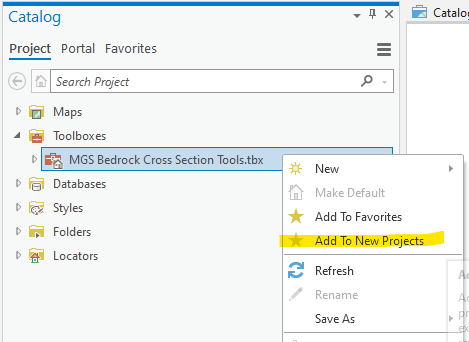 Catalog
Catalog
Project Portal Favorites
Search Project
Maps
Toolboxes
MGS Bedrock Cross Section Tools.tbx
Databases
Styles
Folders
Locators
New
Make Default
Add To Favorites
Add To New Projects
Refresh
Rename
Save As